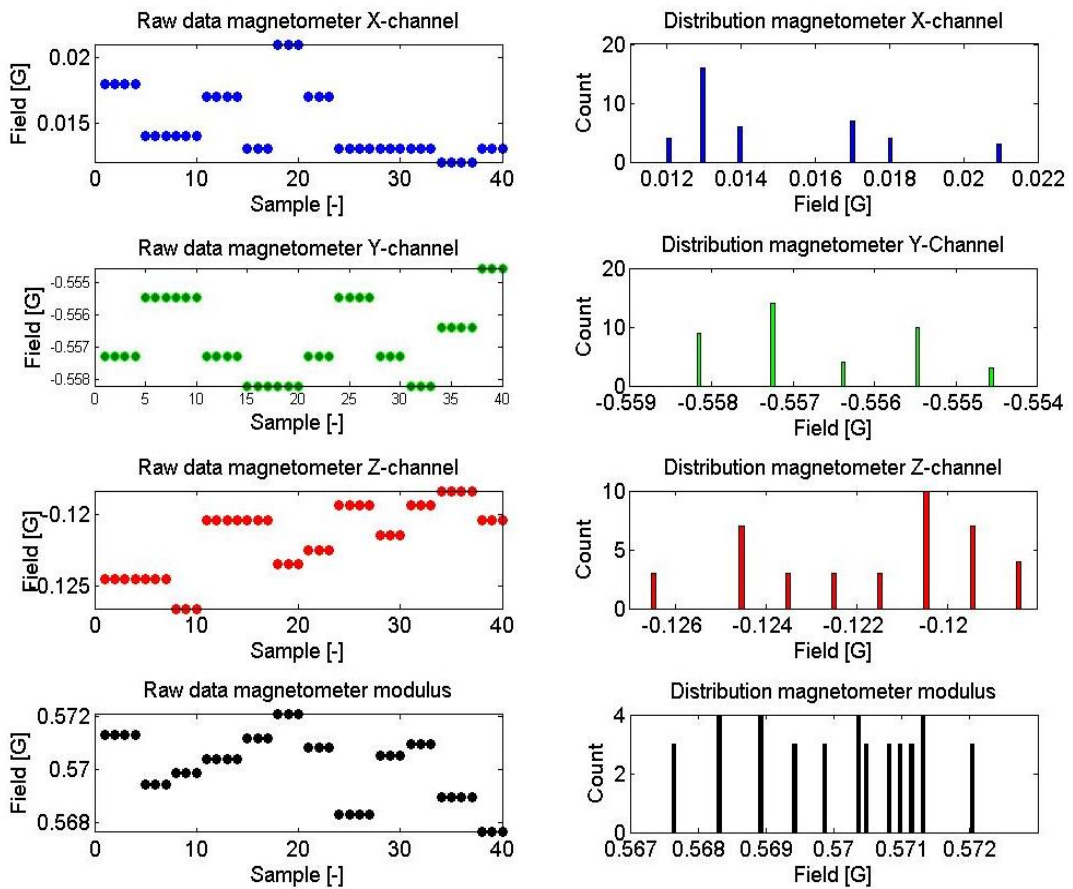 Raw data magnetometer X-channel
0.02
0.015
Field [G]
0 10 20 30 40
Sample [-]
Distribution magnetometer X-channel
20
10
0
Count
0.012 0.014 0.016 0.018 0.02 0.022
Field [G]
Raw data magnetometer Y-channel
-0.555
-0.556
-0.557
-0.558
Field [G]
0 5 10 15 20 25 30 35 40
Sample [-]
Distribution magnetometer Y-Channel
20
10
0
Count
-0.559 -0.558 -0.557 -0.556 -0.555 -0.554
Field [G]
Raw data magnetometer Z-channel
-0.12
-0.125
Field [G]
0 10 20 30 40
Sample [-]
Distribution magnetometer Z-channel
10
5
0
Count
-0.126 -0.124 -0.122 -0.12
Field [G]
Raw data magnetometer modulus
0.572
0.57
0.568
Field [G]
0 10 20 30 40
Sample [-]
Distribution magnetometer modulus
4
2
0
Count
0.567 0.568 0.569 0.57 0.571 0.572
Field [G]